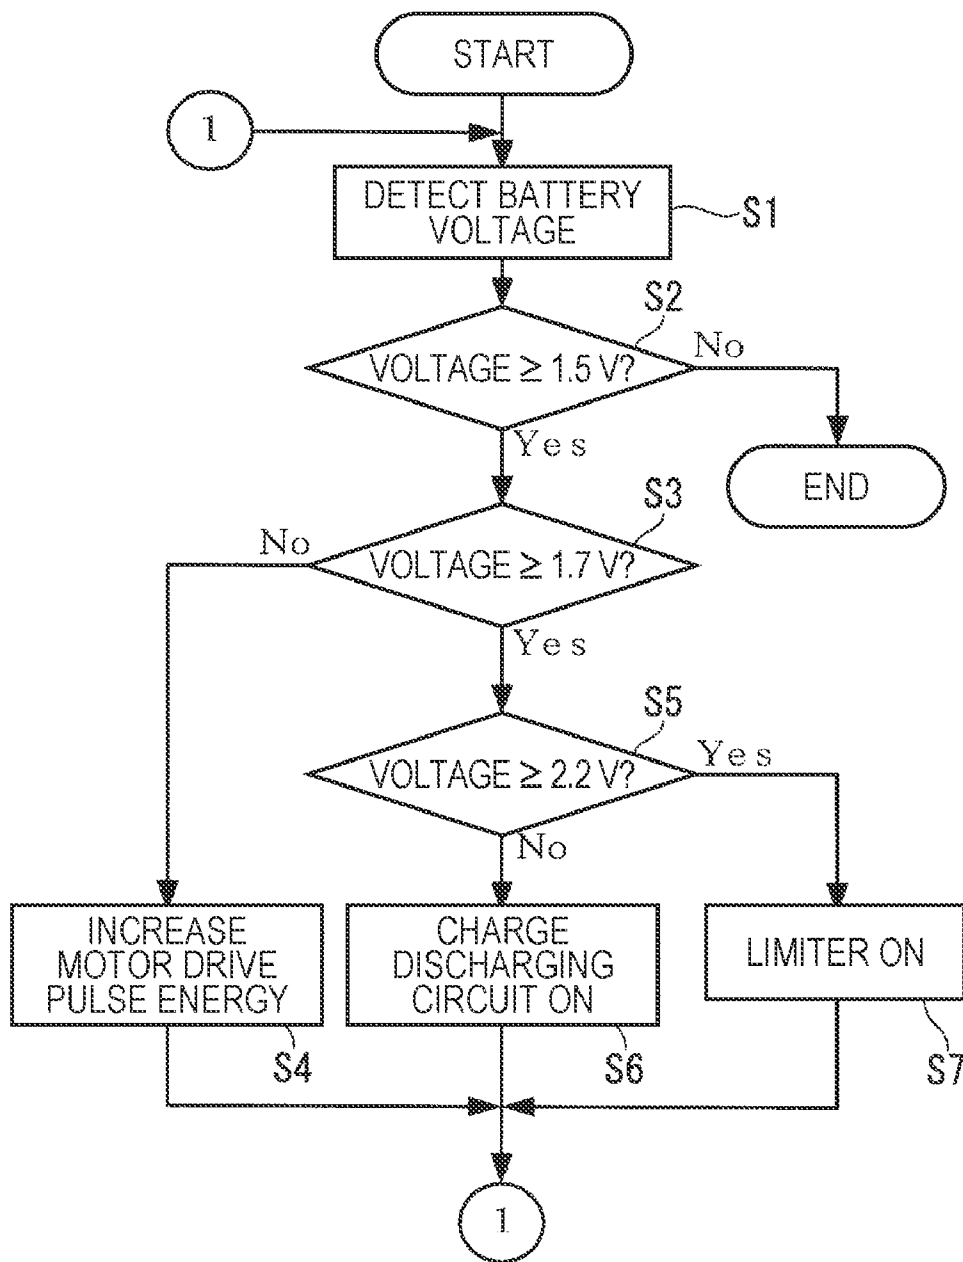 START
1
DETECT BATTERY
VOLTAGE
S1
S2
VOLTAGE ≥ 1.5 V?
No
Yes
END
S3
No
VOLTAGE ≥ 1.7 V?
Yes
S5
VOLTAGE ≥ 2.2 V?
Yes
No
INCREASE
MOTOR DRIVE
PULSE ENERGY
S4
CHARGE
DISCHARGING
CIRCUIT ON
S6
LIMITER ON
S7
1